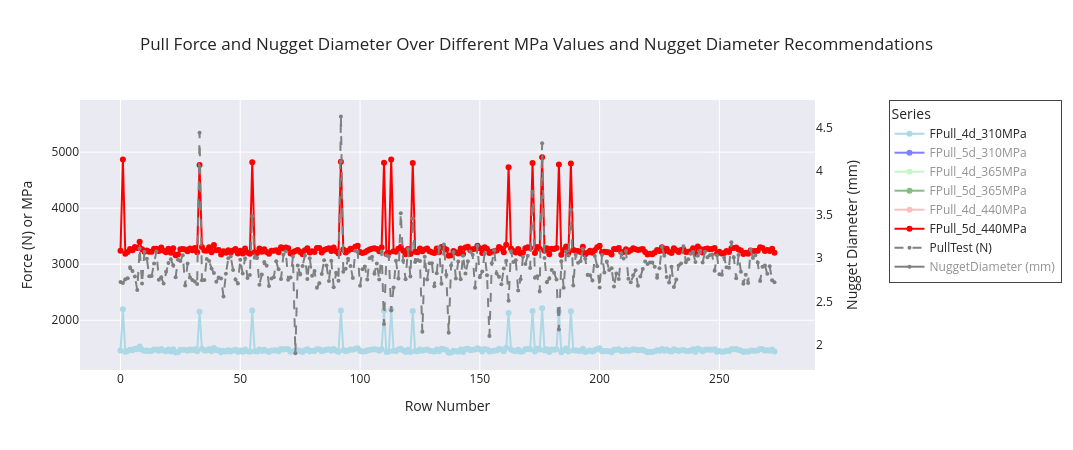 Pull Force and Nugget Diameter Over Different MPa Values and Nugget Diameter Recommendations
Series
FPull_4d_310MPa
FPull_5d_310MPa
FPull_4d_365MPa
FPull_5d_365MPa
FPull_4d_440MPa
FPull_5d_440MPa
PullTest (N)
NuggetDiameter (mm)
Force (N) or MPa
5000
4000
3000
2000
4.5
4
3.5
3
2.5
2
Nugget Diameter (mm)
0 50 100 150 200 250
Row Number